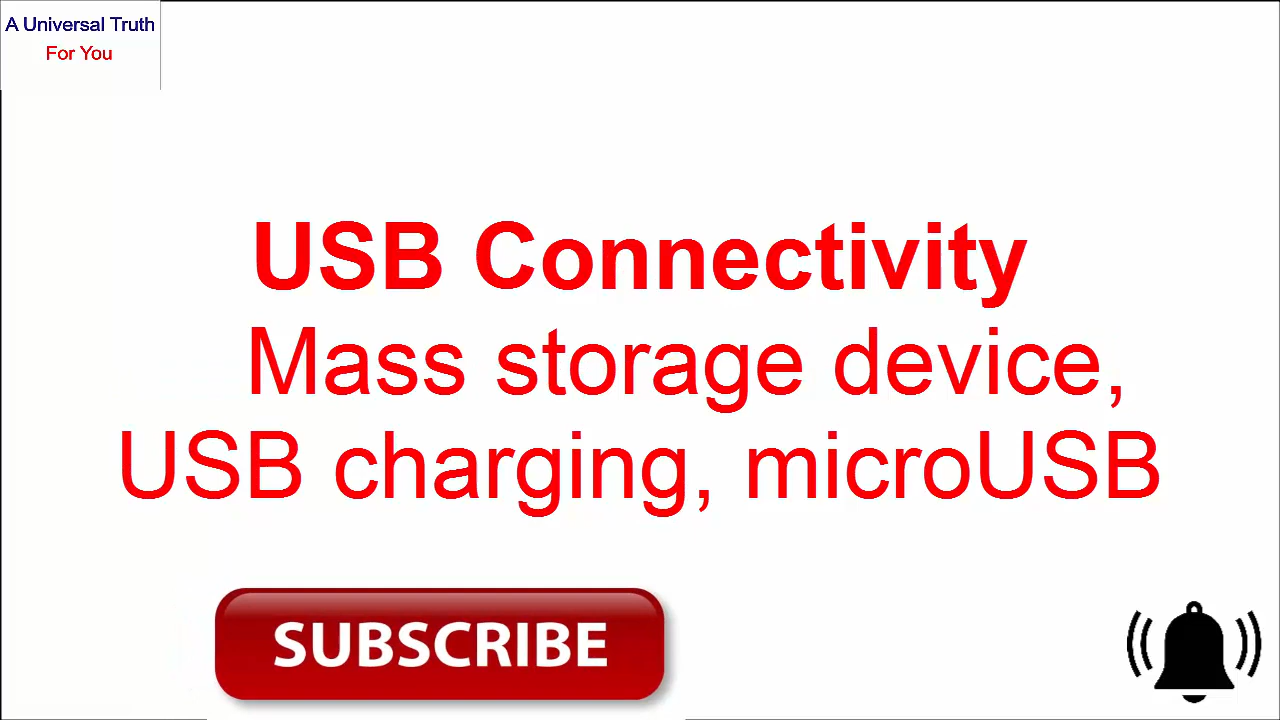 A Universal Truth
For You
USB Connectivity
Mass storage device,
USB charging, microUSB
SUBSCRIBE